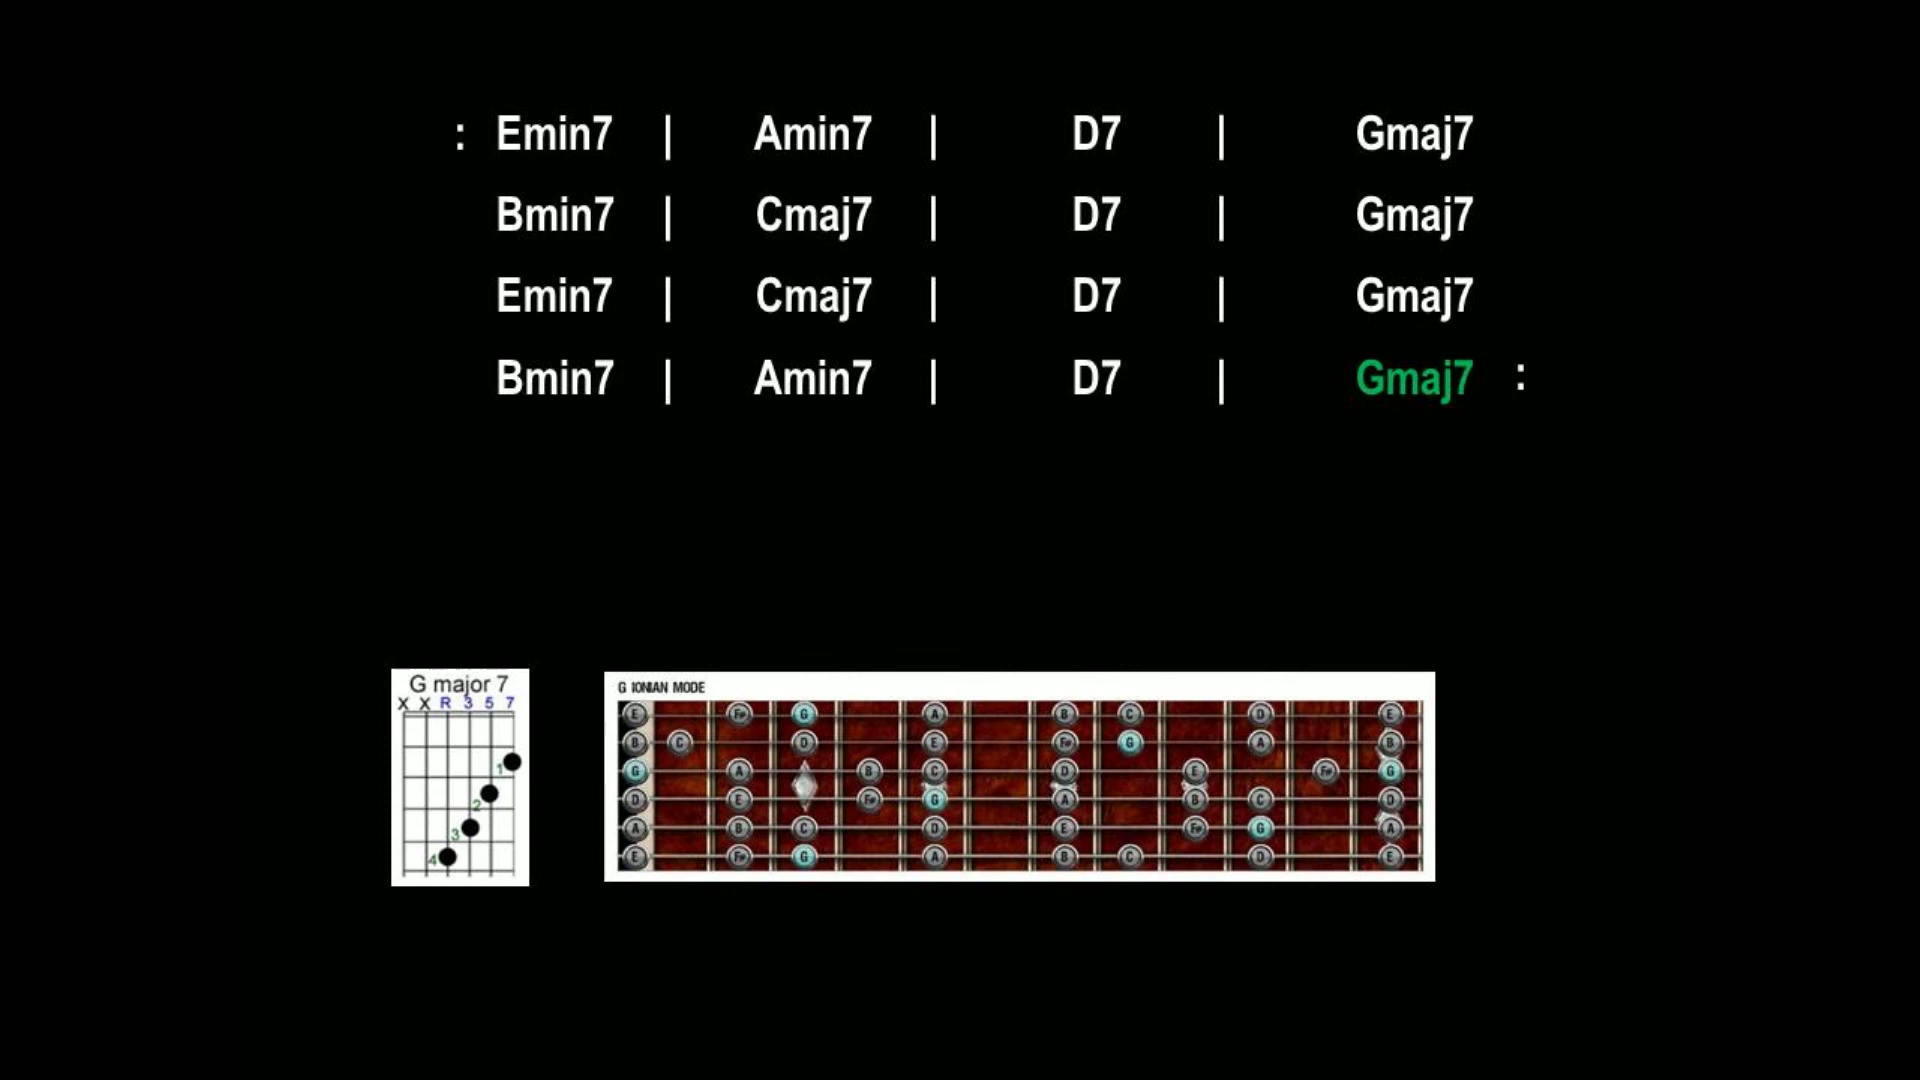 : Emin7 | Amin7 | D7 | Gmaj7
Bmin7 | Cmaj7 | D7 | Gmaj7
Emin7 | Cmaj7 | D7 | Gmaj7
Bmin7 | Amin7 | D7 | Gmaj7 :
G major 7
X X R 3 5 7
1
2
3
4
G IONIAN MODE
E F# G A B C D E
B C D E F# G A B
G A B C D E F# G
D E F# G A B C D
A B C D E F# G A
E F# G A B C D E